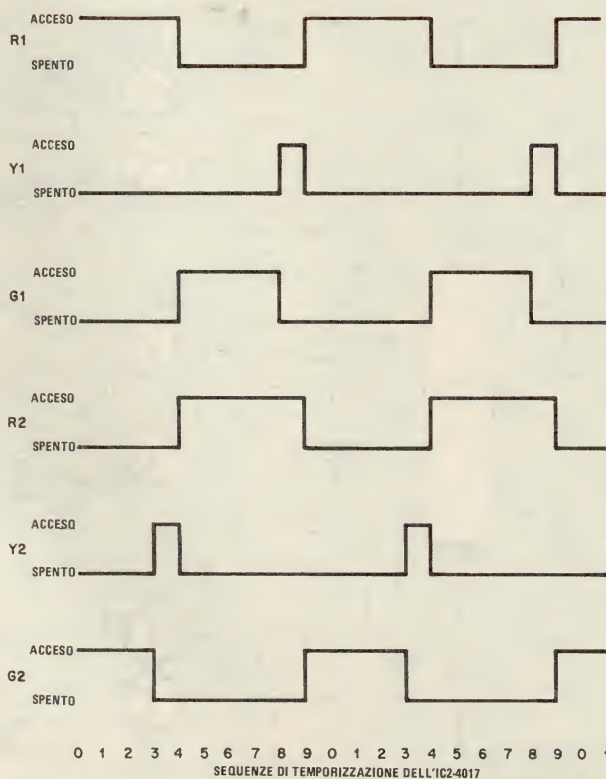 ACCESO
R1
SPENTO
ACCESO
Y1
SPENTO
ACCESO
G1
SPENTO
ACCESO
R2
SPENTO
ACCESO
Y2
SPENTO
ACCESO
G2
SPENTO
0 1 2 3 4 5 6 7 8 9 0 1 2 3 4 5 6 7 8 9 0 1
SEQUENZE DI TEMPORIZZAZIONE DELL'IC2-4017